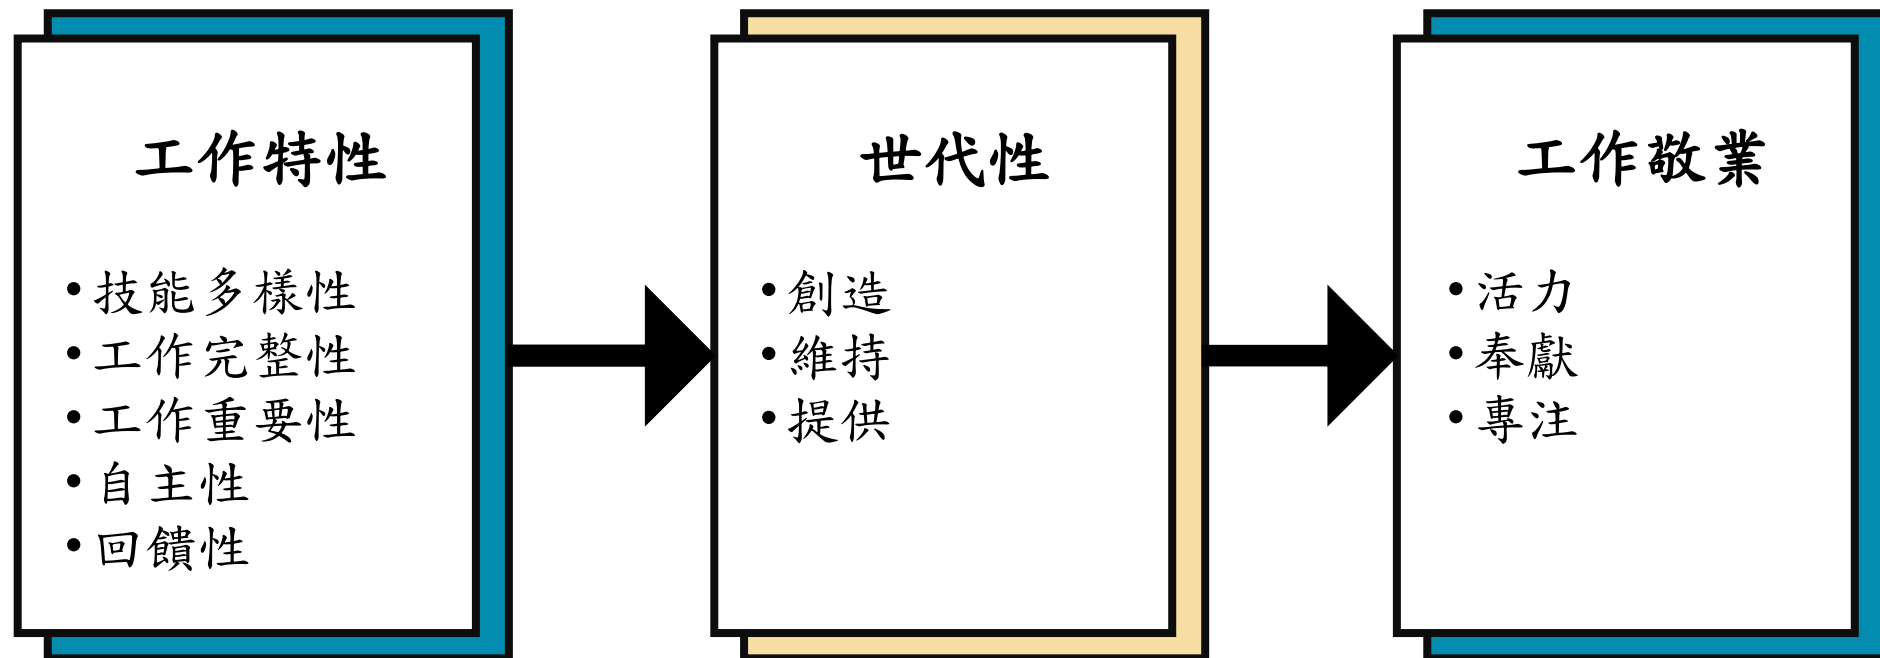 工作特性
•技能多樣性
•工作完整性
•工作重要性
•自主性
•回饋性
世代性
•創造
•維持
•提供
工作敬業
•活力
•奉獻
•專注